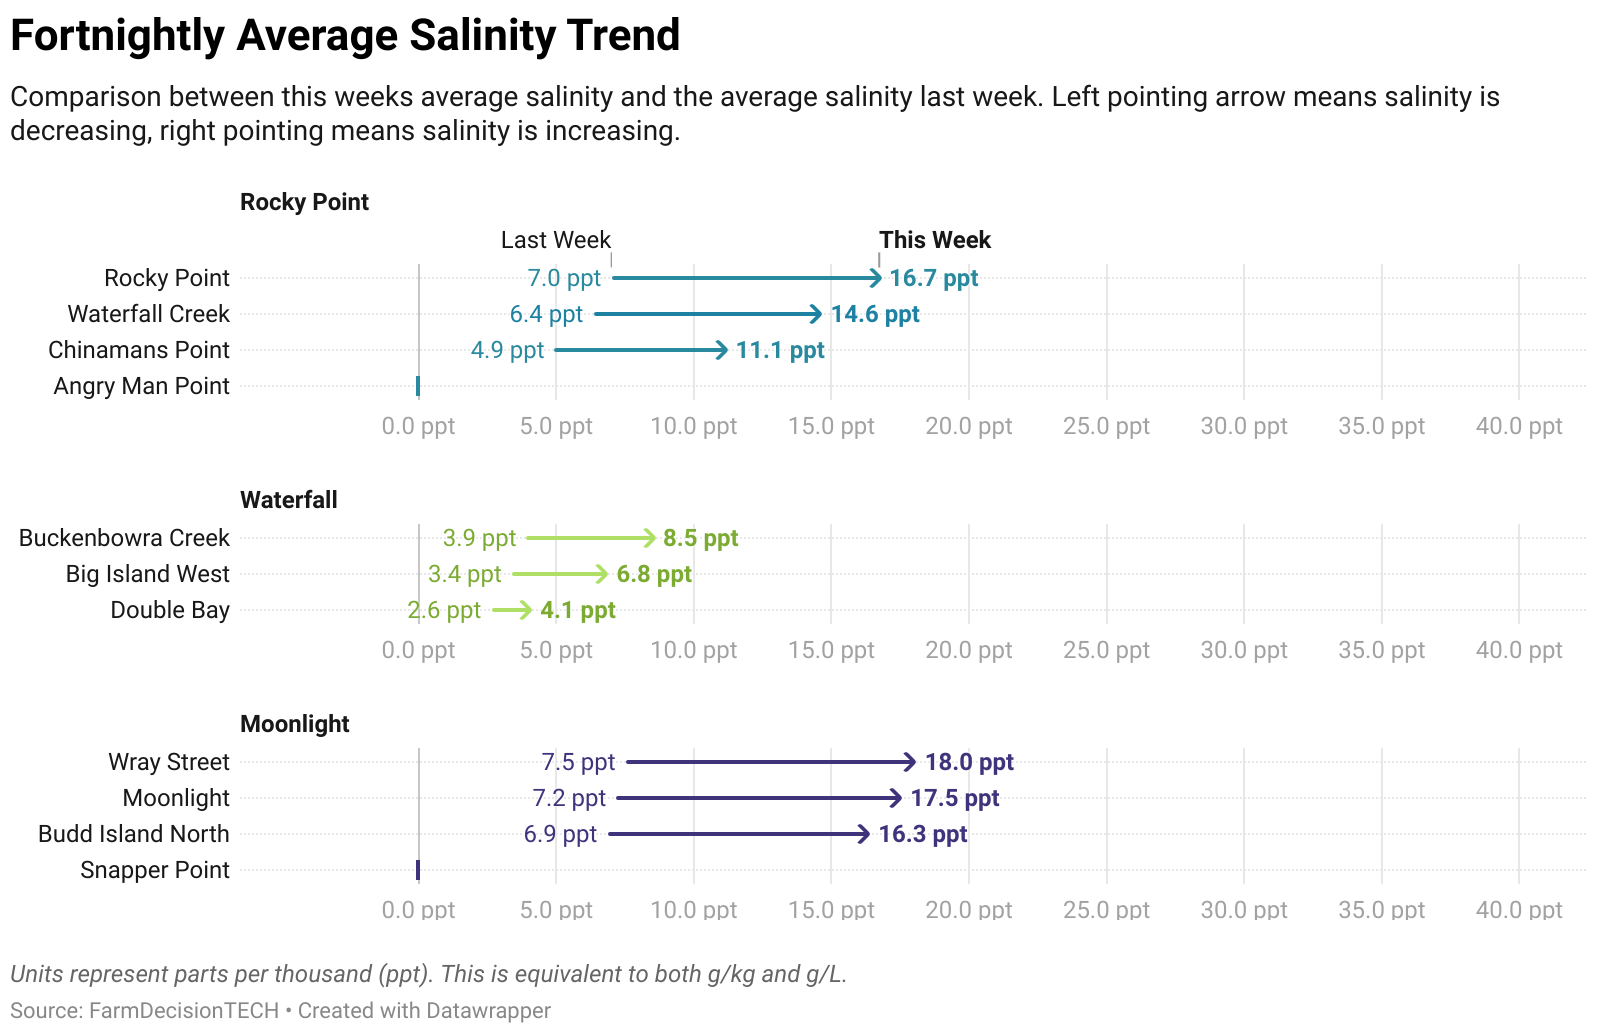 Fortnightly Average Salinity Trend
Comparison between this weeks average salinity and the average salinity last week. Left pointing arrow means salinity is
decreasing, right pointing means salinity is increasing.
Rocky Point
Last Week This Week
Rocky Point 7.0 ppt 16.7 ppt
Waterfall Creek 6.4 ppt 14.6 ppt
Chinamans Point 4.9 ppt 11.1 ppt
Angry Man Point
0.0 ppt 5.0 ppt 10.0 ppt 15.0 ppt 20.0 ppt 25.0 ppt 30.0 ppt 35.0 ppt 40.0 ppt
Waterfall
Buckenbowra Creek 3.9 ppt 8.5 ppt
Big Island West 3.4 ppt 6.8 ppt
Double Bay 2.6 ppt 4.1 ppt
0.0 ppt 5.0 ppt 10.0 ppt 15.0 ppt 20.0 ppt 25.0 ppt 30.0 ppt 35.0 ppt 40.0 ppt
Moonlight
Wray Street 7.5 ppt 18.0 ppt
Moonlight 7.2 ppt 17.5 ppt
Budd Island North 6.9 ppt 16.3 ppt
Snapper Point
0.0 ppt 5.0 ppt 10.0 ppt 15.0 ppt 20.0 ppt 25.0 ppt 30.0 ppt 35.0 ppt 40.0 ppt
Units represent parts per thousand (ppt). This is equivalent to both g/kg and g/L.
Source: FarmDecisionTECH • Created with Datawrapper